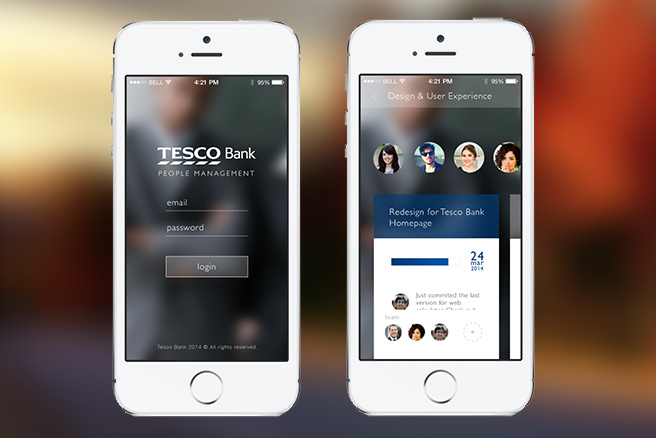 BELL 4:21 PM 95%
TESCO Bank
PEOPLE MANAGEMENT
email
password
login
Tesco Bank 2014 © All rights reserved.
BELL 4:21 PM 95%
Design & User Experience
Redesign for Tesco Bank
Homepage
24
mar
2014
Just commited the last
version for web
team